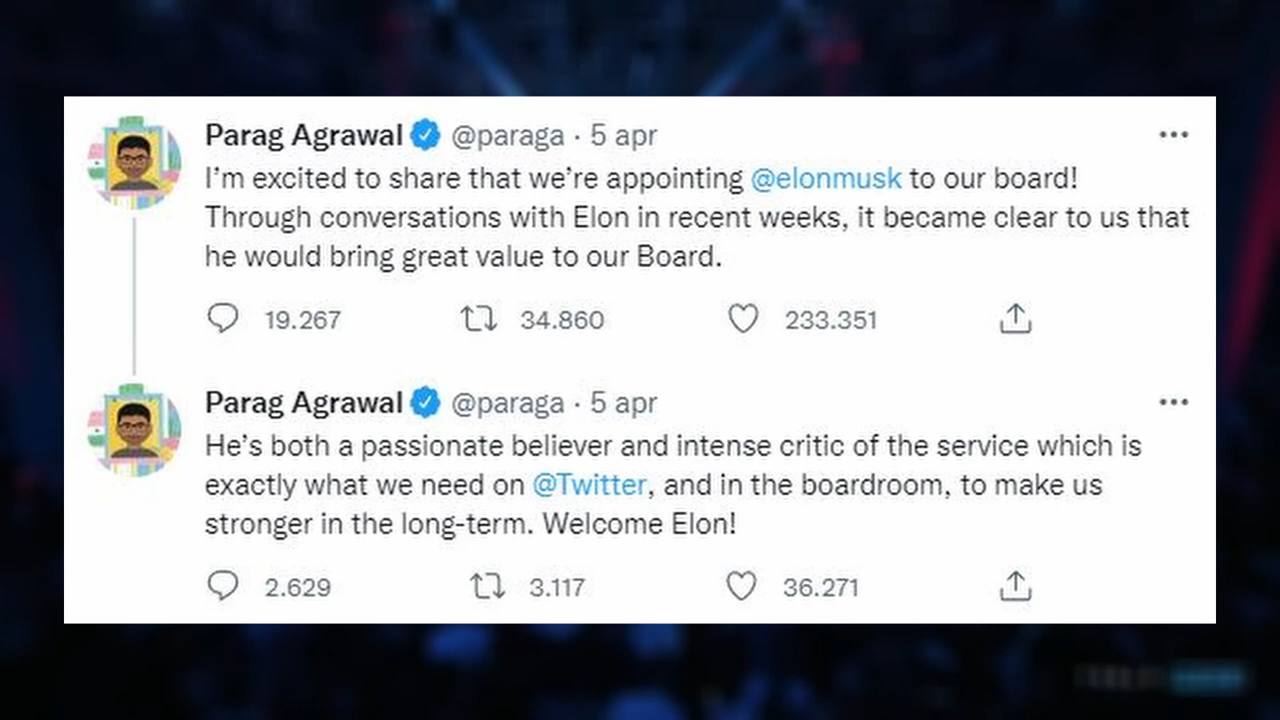 Parag Agrawal @paraga · 5 apr
I'm excited to share that we're appointing @elonmusk to our board!
Through conversations with Elon in recent weeks, it became clear to us that
he would bring great value to our Board.
19.267 34.860 233.351
Parag Agrawal @paraga · 5 apr
He's both a passionate believer and intense critic of the service which is
exactly what we need on @Twitter, and in the boardroom, to make us
stronger in the long-term. Welcome Elon!
2.629 3.117 36.271